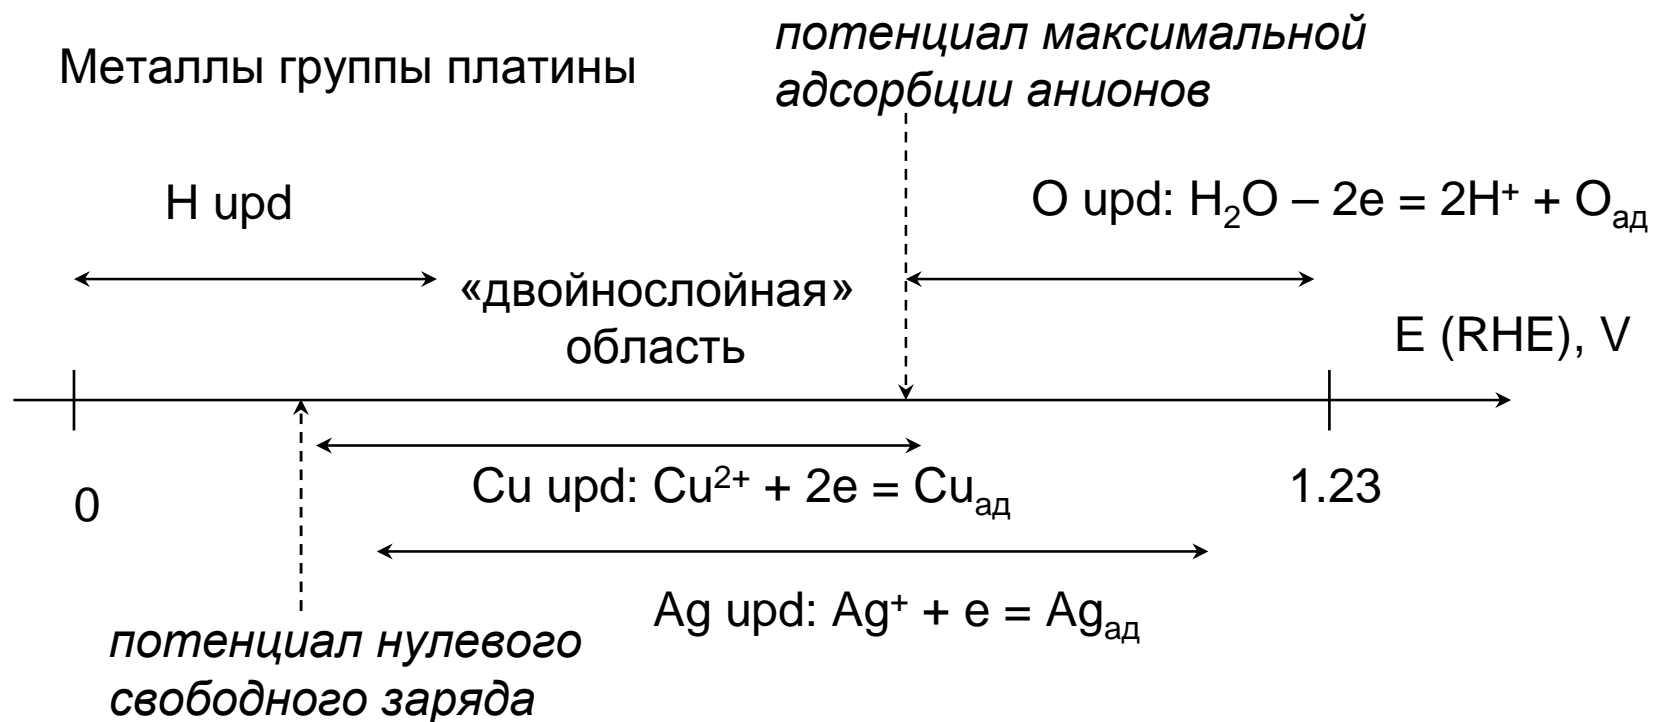 Металлы группы платины
потенциал максимальной
адсорбции анионов
H upd
O upd: H₂O – 2e = 2H⁺ + Oад
«двойнослойная»
область
E (RHE), V
0
Cu upd: Cu²⁺ + 2e = Cuад
1.23
Ag upd: Ag⁺ + e = Agад
потенциал нулевого
свободного заряда